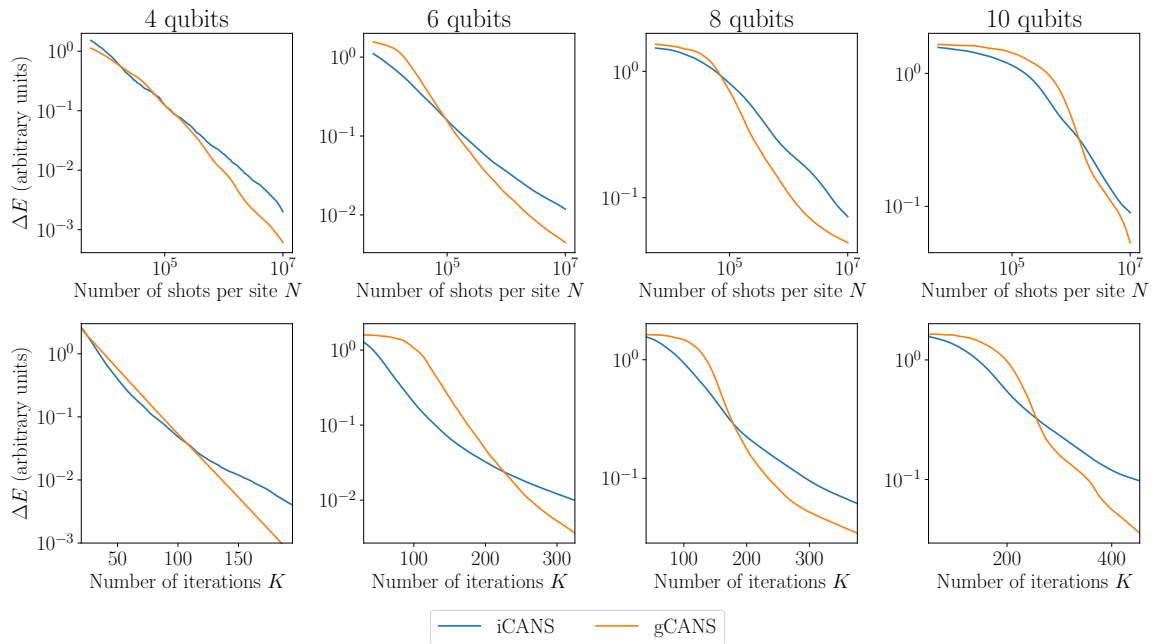 4 qubits
6 qubits
8 qubits
10 qubits
ΔE (arbitrary units)
10^0
10^-1
10^-2
10^-3
10^5
10^7
Number of shots per site N
10^0
10^-1
10^-2
10^5
10^7
Number of shots per site N
10^0
10^-1
10^5
10^7
Number of shots per site N
10^0
10^-1
10^5
10^7
Number of shots per site N
ΔE (arbitrary units)
10^0
10^-1
10^-2
10^-3
50 100 150
Number of iterations K
10^0
10^-1
10^-2
100 200 300
Number of iterations K
10^0
10^-1
100 200 300
Number of iterations K
10^0
10^-1
200 400
Number of iterations K
iCANS gCANS